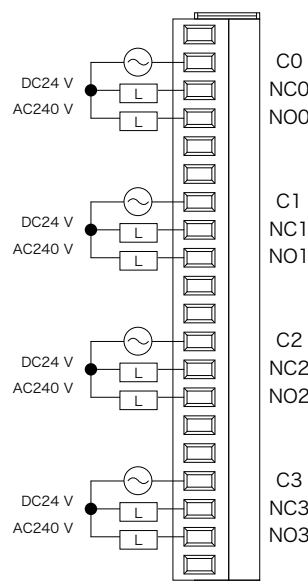 C0
DC24 V
L
NC0
AC240 V
L
NO0
C1
DC24 V
L
NC1
AC240 V
L
NO1
C2
DC24 V
L
NC2
AC240 V
L
NO2
C3
DC24 V
L
NC3
AC240 V
L
NO3